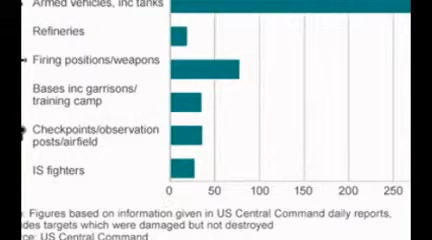 Armed vehicles, inc tanks
Refineries
Firing positions/weapons
Bases inc garrisons/
training camp
Checkpoints/observation
posts/airfield
IS fighters
0 50 100 150 200 250
Figures based on information given in US Central Command daily reports,
des targets which were damaged but not destroyed
ce: US Central Command